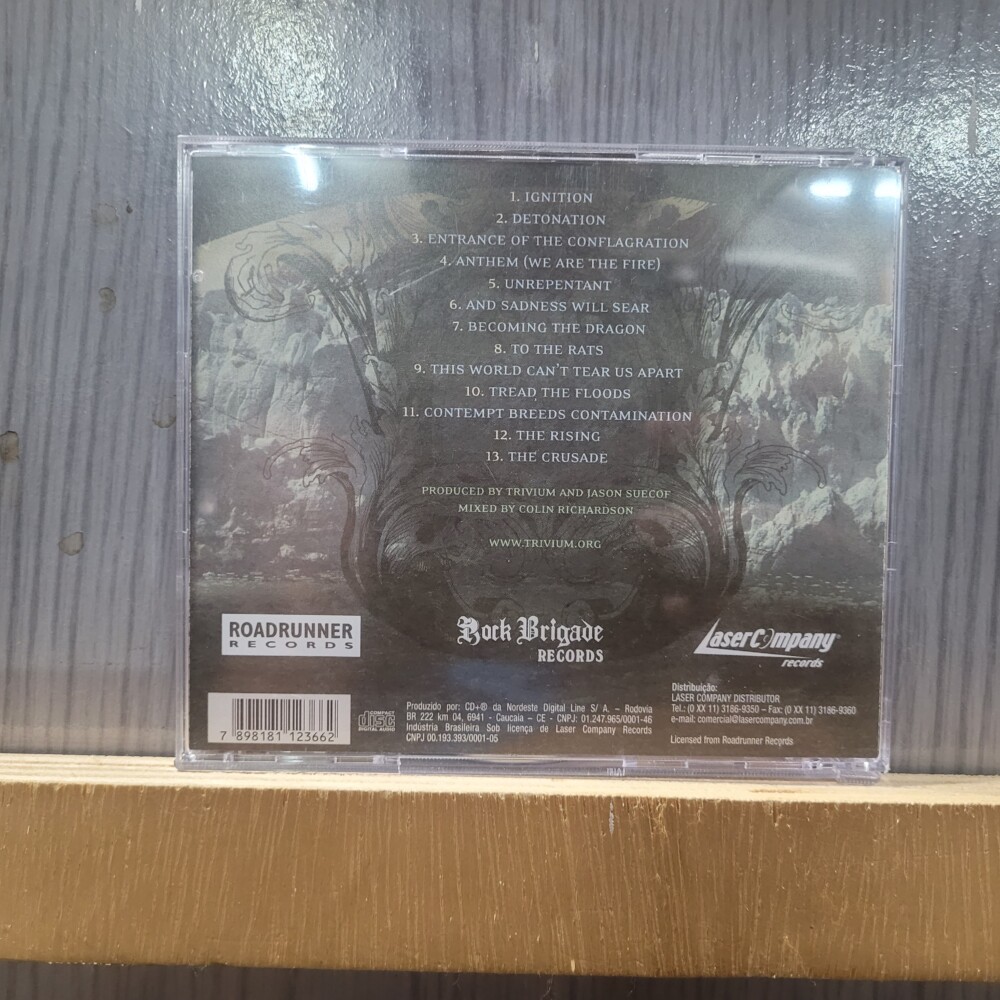 1. IGNITION
2. DETONATION
3. ENTRANCE OF THE CONFLAGRATION
4. ANTHEM (WE ARE THE FIRE)
5. UNREPENTANT
6. AND SADNESS WILL SEAR
7. BECOMING THE DRAGON
8. TO THE RATS
9. THIS WORLD CAN'T TEAR US APART
10. TREAD THE FLOODS
11. CONTEMPT BREEDS CONTAMINATION
12. THE RISING
13. THE CRUSADE
PRODUCED BY TRIVIUM AND JASON SUECOF
MIXED BY COLIN RICHARDSON
WWW.TRIVIUM.ORG
ROADRUNNER
RECORDS
Rock Brigade
RECORDS
LaserCompany
records
7 898181 123662
COMPACT
disc
DIGITAL AUDIO
Produzido por: CD+® da Nordeste Digital Line S/ A. – Rodovia
BR 222 km 04, 6941 - Caucaia – CE - CNPJ: 01.247.965/0001-46
Indústria Brasileira Sob licença de Laser Company Records
CNPJ 00.193.393/0001-05
Distribuição:
LASER COMPANY DISTRIBUTOR
Tel.: (0 XX 11) 3186-9350 – Fax: (0 XX 11) 3186-9360
e-mail: comercial@lasercompany.com.br
Licensed from Roadrunner Records